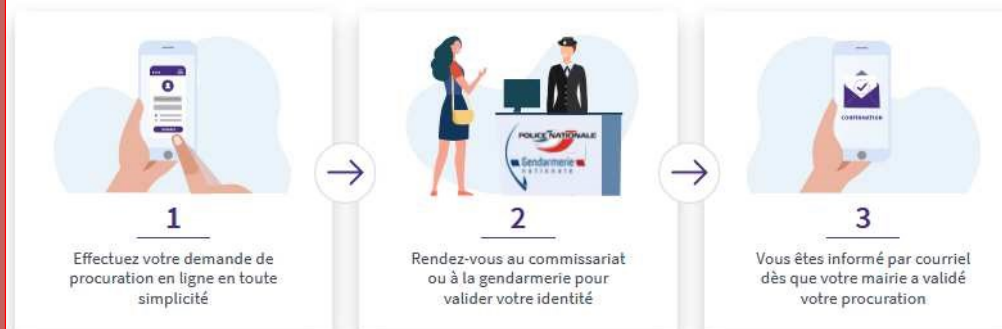 CONFIRMATION
POLICE NATIONALE
Gendarmerie
nationale
1
Effectuez votre demande de
procuration en ligne en toute
simplicité
2
Rendez-vous au commissariat
ou à la gendarmerie pour
valider votre identité
3
Vous êtes informé par courriel
dès que votre mairie a validé
votre procuration